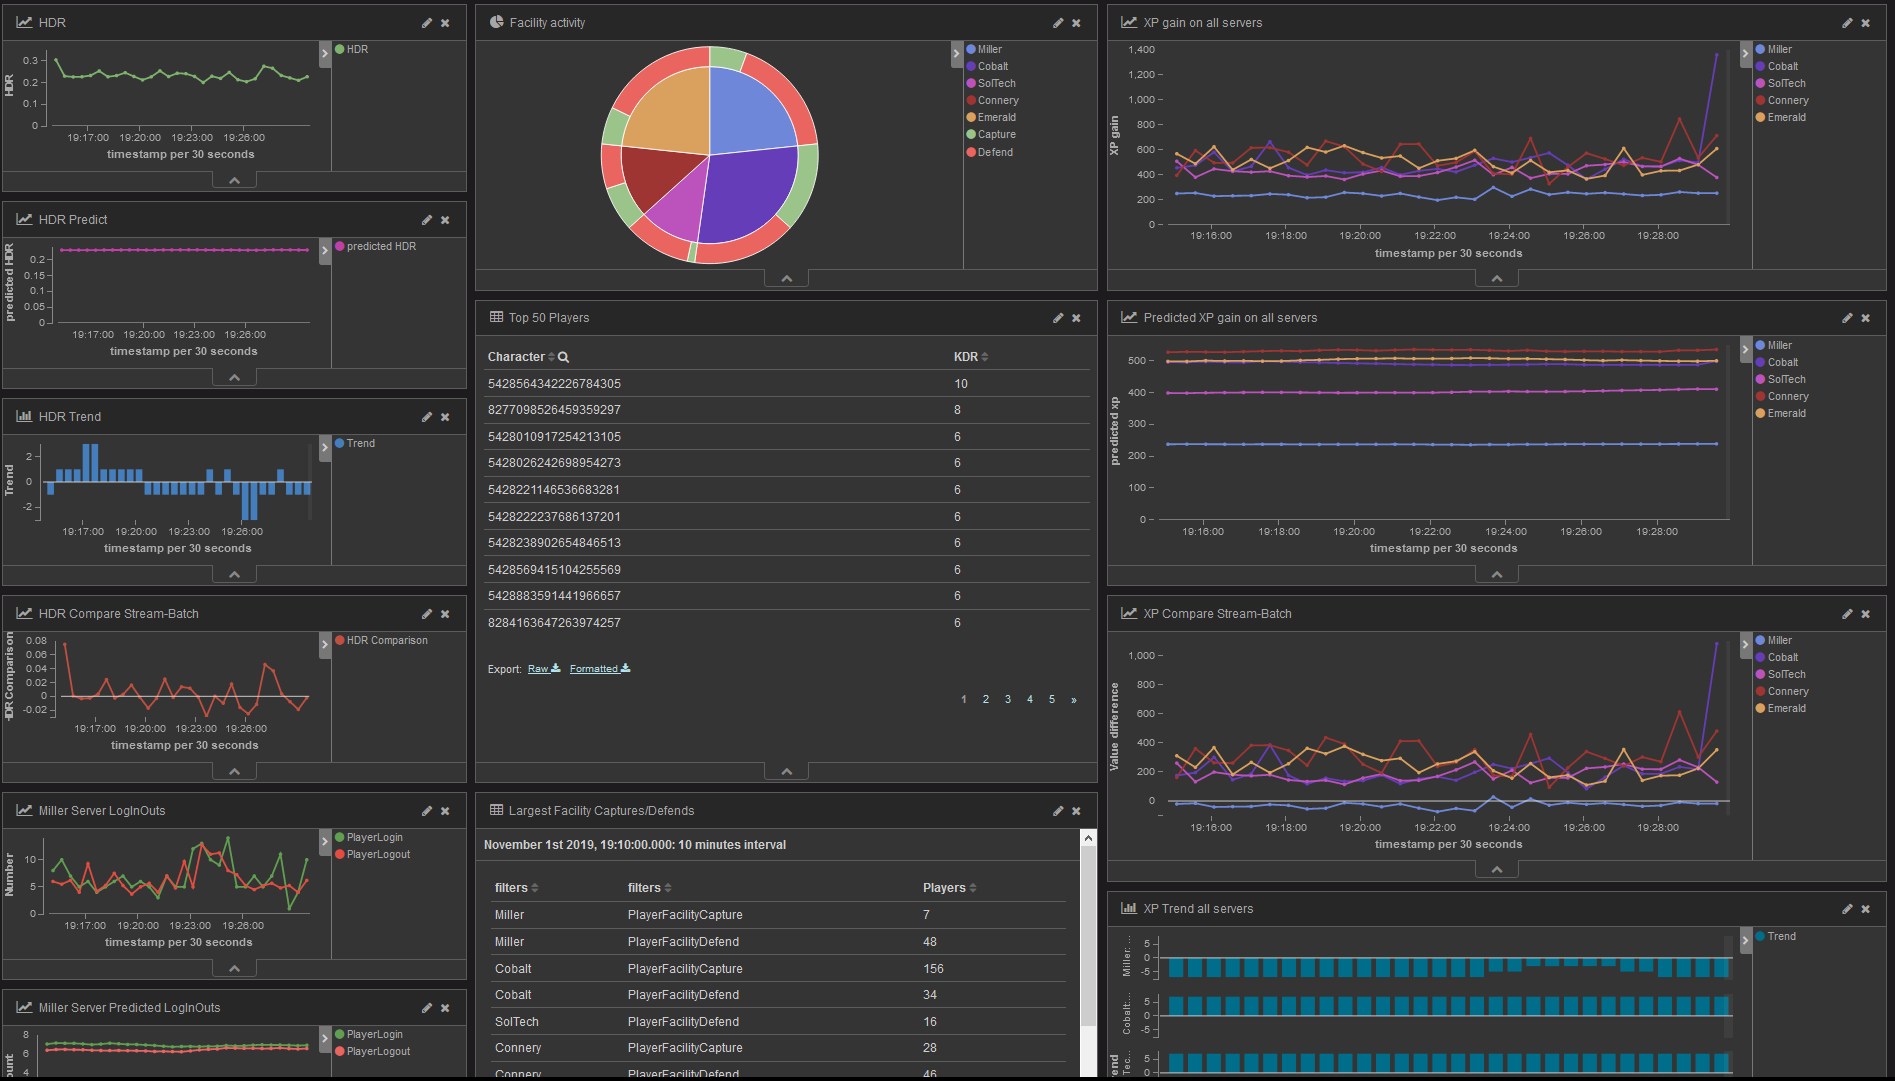 HDR
HDR
0.3
0.2
0.1
0
HDR
19:17:00 19:20:00 19:23:00 19:26:00
timestamp per 30 seconds
HDR Predict
predicted HDR
0.2
0.15
0.1
0.05
0
predicted HDR
19:17:00 19:20:00 19:23:00 19:26:00
timestamp per 30 seconds
HDR Trend
Trend
2
0
-2
Trend
19:17:00 19:20:00 19:23:00 19:26:00
timestamp per 30 seconds
HDR Compare Stream-Batch
HDR Comparison
0.08
0.06
0.04
0.02
0
-0.02
HDR Comparison
19:17:00 19:20:00 19:23:00 19:26:00
timestamp per 30 seconds
Miller Server LogInOuts
Number
10
5
0
PlayerLogin
PlayerLogout
19:17:00 19:20:00 19:23:00 19:26:00
timestamp per 30 seconds
Miller Server Predicted LogInOuts
ount
8
6
4
PlayerLogin
PlayerLogout
Facility activity
Miller
Cobalt
SolTech
Connery
Emerald
Capture
Defend
Top 50 Players
Character KDR
5428564342226784305 10
8277098526459359297 8
5428010917254213105 6
5428026242698954273 6
5428221146536683281 6
5428222237686137201 6
5428238902654846513 6
5428569415104255569 6
5428883591441966657 6
8284163647263974257 6
Export: Raw Formatted
1 2 3 4 5 »
Largest Facility Captures/Defends
November 1st 2019, 19:10:00.000: 10 minutes interval
filters filters Players
Miller PlayerFacilityCapture 7
Miller PlayerFacilityDefend 48
Cobalt PlayerFacilityCapture 156
Cobalt PlayerFacilityDefend 34
SolTech PlayerFacilityDefend 16
Connery PlayerFacilityCapture 28
Connery PlayerFacilityDefend 46
XP gain on all servers
XP gain
1,400
1,200
1,000
800
600
400
200
0
Miller
Cobalt
SolTech
Connery
Emerald
19:16:00 19:18:00 19:20:00 19:22:00 19:24:00 19:26:00 19:28:00
timestamp per 30 seconds
Predicted XP gain on all servers
predicted xp
500
400
300
200
100
0
Miller
Cobalt
SolTech
Connery
Emerald
19:16:00 19:18:00 19:20:00 19:22:00 19:24:00 19:26:00 19:28:00
timestamp per 30 seconds
XP Compare Stream-Batch
Value difference
1,000
800
600
400
200
0
Miller
Cobalt
SolTech
Connery
Emerald
19:16:00 19:18:00 19:20:00 19:22:00 19:24:00 19:26:00 19:28:00
timestamp per 30 seconds
XP Trend all servers
Trend
Miller: ...
5
0
-5
Cobalt:...
5
0
-5
Tec...
rend
5
0